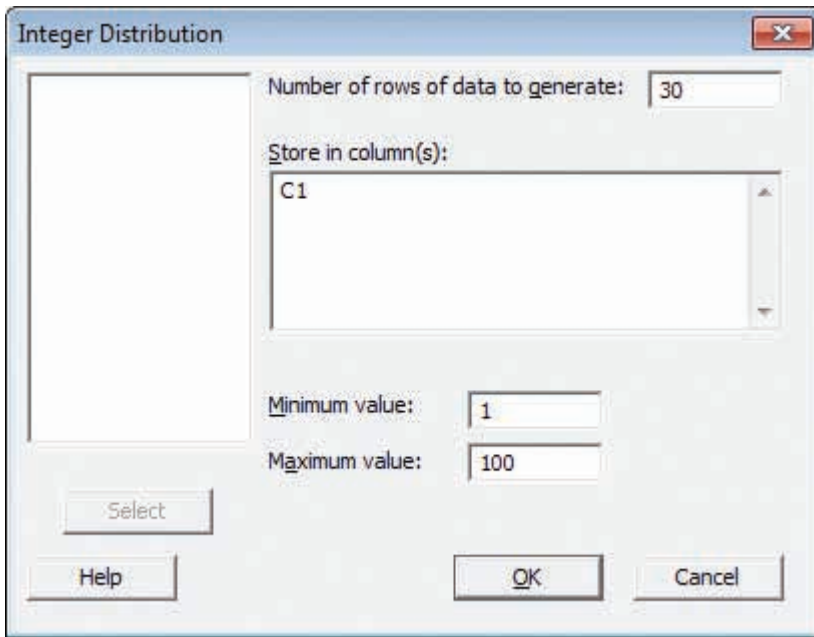 Integer Distribution
Number of rows of data to generate: 30
Store in column(s):
C1
Minimum value: 1
Maximum value: 100
Select
Help OK Cancel